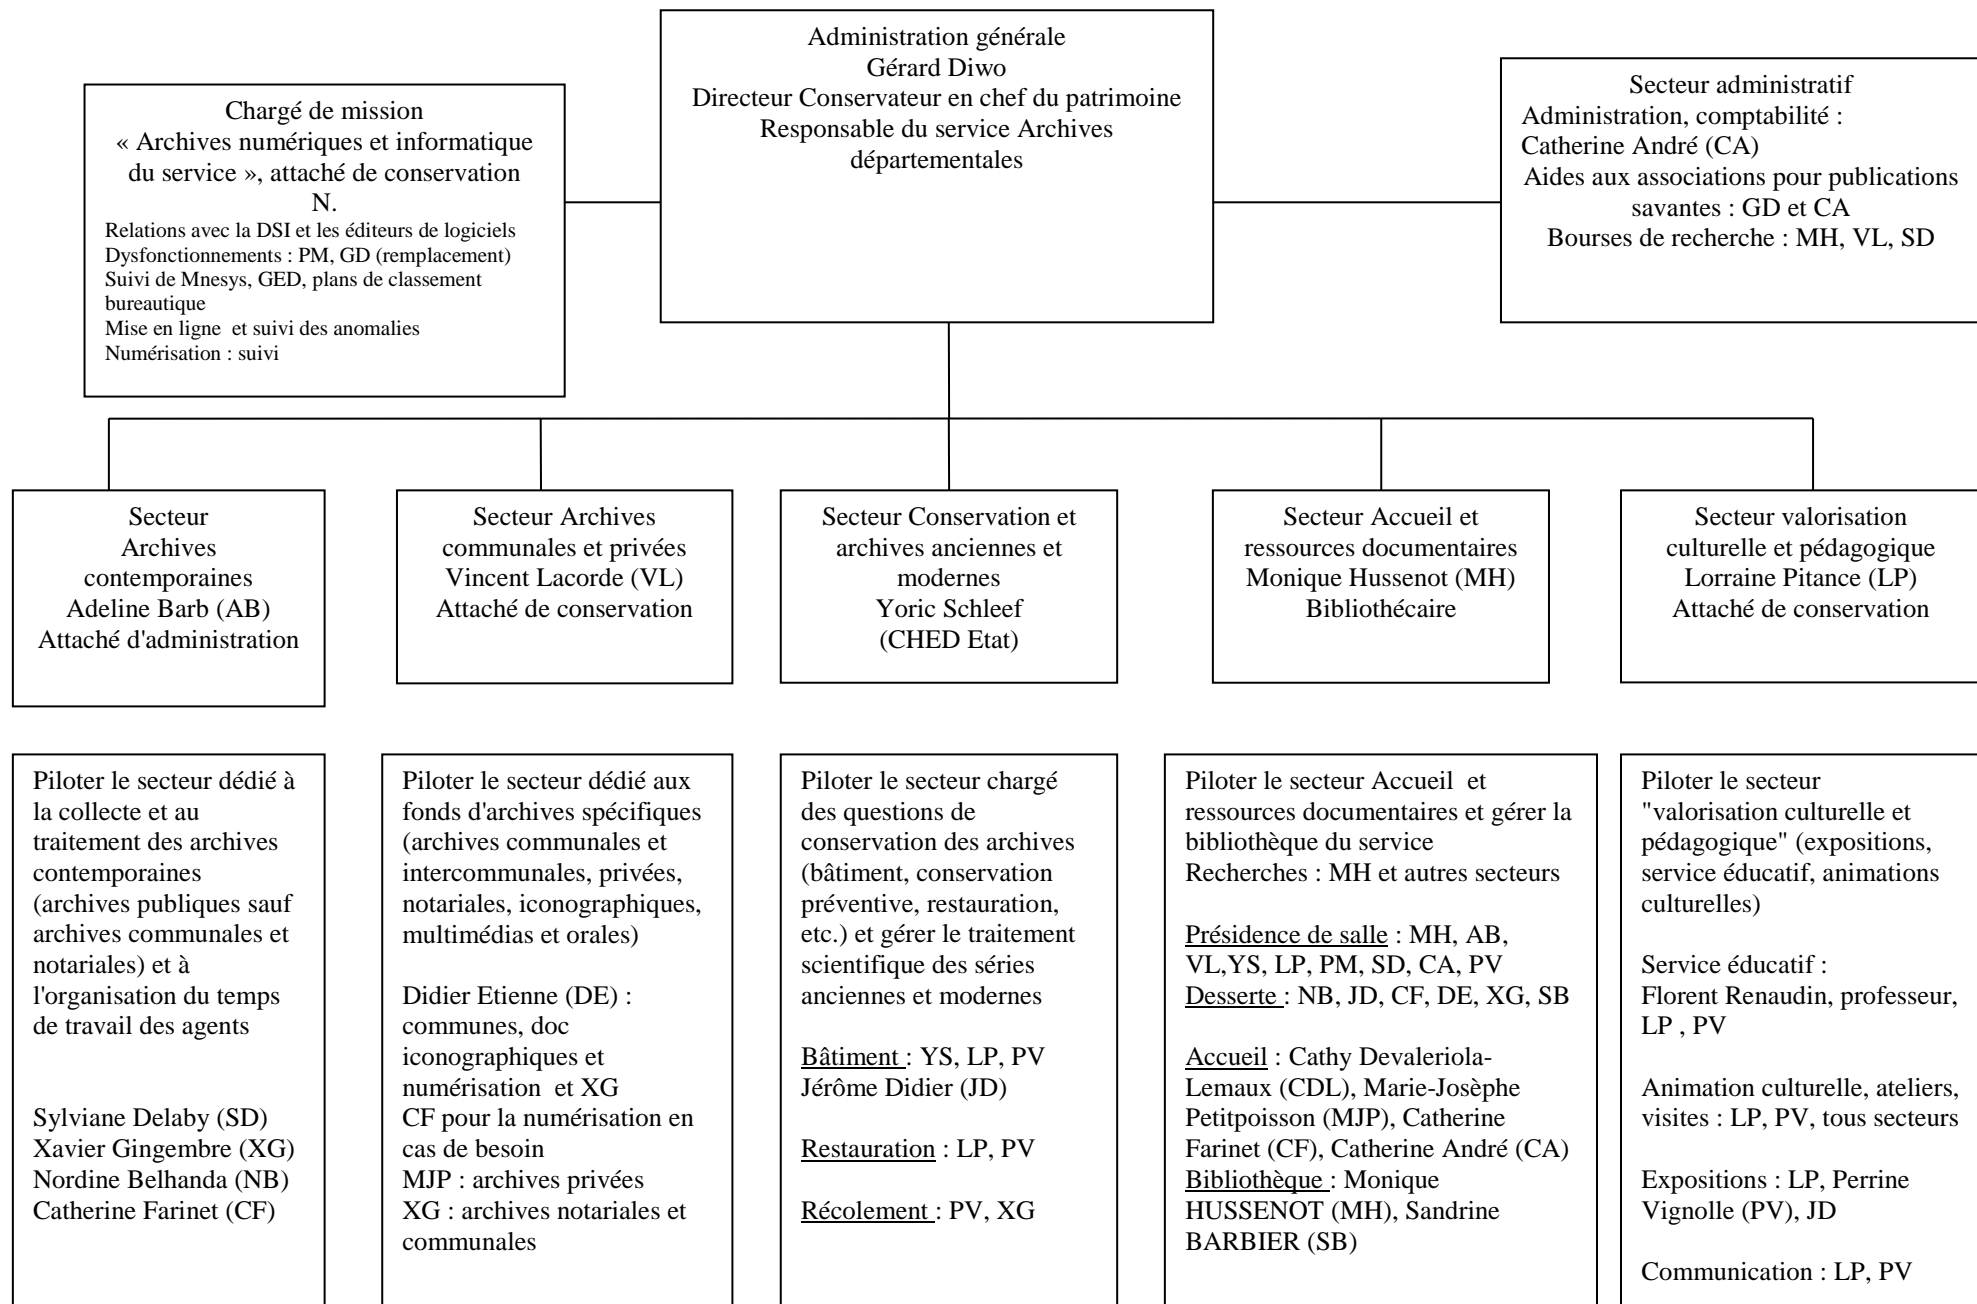 Administration générale
Gérard Diwo
Directeur Conservateur en chef du patrimoine
Responsable du service Archives
départementales
Chargé de mission
« Archives numériques et informatique
du service », attaché de conservation
N.
Relations avec la DSI et les éditeurs de logiciels
Dysfonctionnements : PM, GD (remplacement)
Suivi de Mnesys, GED, plans de classement
bureautique
Mise en ligne  et suivi des anomalies
Numérisation : suivi
Secteur administratif
Administration, comptabilité :
Catherine André (CA)
Aides aux associations pour publications
savantes : GD et CA
Bourses de recherche : MH, VL, SD
Secteur
Archives
contemporaines
Adeline Barb (AB)
Attaché d'administration
Secteur Archives
communales et privées
Vincent Lacorde (VL)
Attaché de conservation
Secteur Conservation et
archives anciennes et
modernes
Yoric Schleef
(CHED Etat)
Secteur Accueil et
ressources documentaires
Monique Hussenot (MH)
Bibliothécaire
Secteur valorisation
culturelle et pédagogique
Lorraine Pitance (LP)
Attaché de conservation
Piloter le secteur dédié à
la collecte et au
traitement des archives
contemporaines
(archives publiques sauf
archives communales et
notariales) et à
l'organisation du temps
de travail des agents
Sylviane Delaby (SD)
Xavier Gingembre (XG)
Nordine Belhanda (NB)
Catherine Farinet (CF)
Piloter le secteur dédié aux
fonds d'archives spécifiques
(archives communales et
intercommunales, privées,
notariales, iconographiques,
multimédias et orales)
Didier Etienne (DE) :
communes, doc
iconographiques et
numérisation  et XG
CF pour la numérisation en
cas de besoin
MJP : archives privées
XG : archives notariales et
communales
Piloter le secteur chargé
des questions de
conservation des archives
(bâtiment, conservation
préventive, restauration,
etc.) et gérer le traitement
scientifique des séries
anciennes et modernes
Bâtiment : YS, LP, PV
Jérôme Didier (JD)
Restauration : LP, PV
Récolement : PV, XG
Piloter le secteur Accueil  et
ressources documentaires et gérer la
bibliothèque du service
Recherches : MH et autres secteurs
Présidence de salle : MH, AB,
VL,YS, LP, PM, SD, CA, PV
Desserte : NB, JD, CF, DE, XG, SB
Accueil : Cathy Devaleriola-
Lemaux (CDL), Marie-Josèphe
Petitpoisson (MJP), Catherine
Farinet (CF), Catherine André (CA)
Bibliothèque : Monique
HUSSENOT (MH), Sandrine
BARBIER (SB)
Piloter le secteur
"valorisation culturelle et
pédagogique" (expositions,
service éducatif, animations
culturelles)
Service éducatif :
Florent Renaudin, professeur,
LP , PV
Animation culturelle, ateliers,
visites : LP, PV, tous secteurs
Expositions : LP, Perrine
Vignolle (PV), JD
Communication : LP, PV